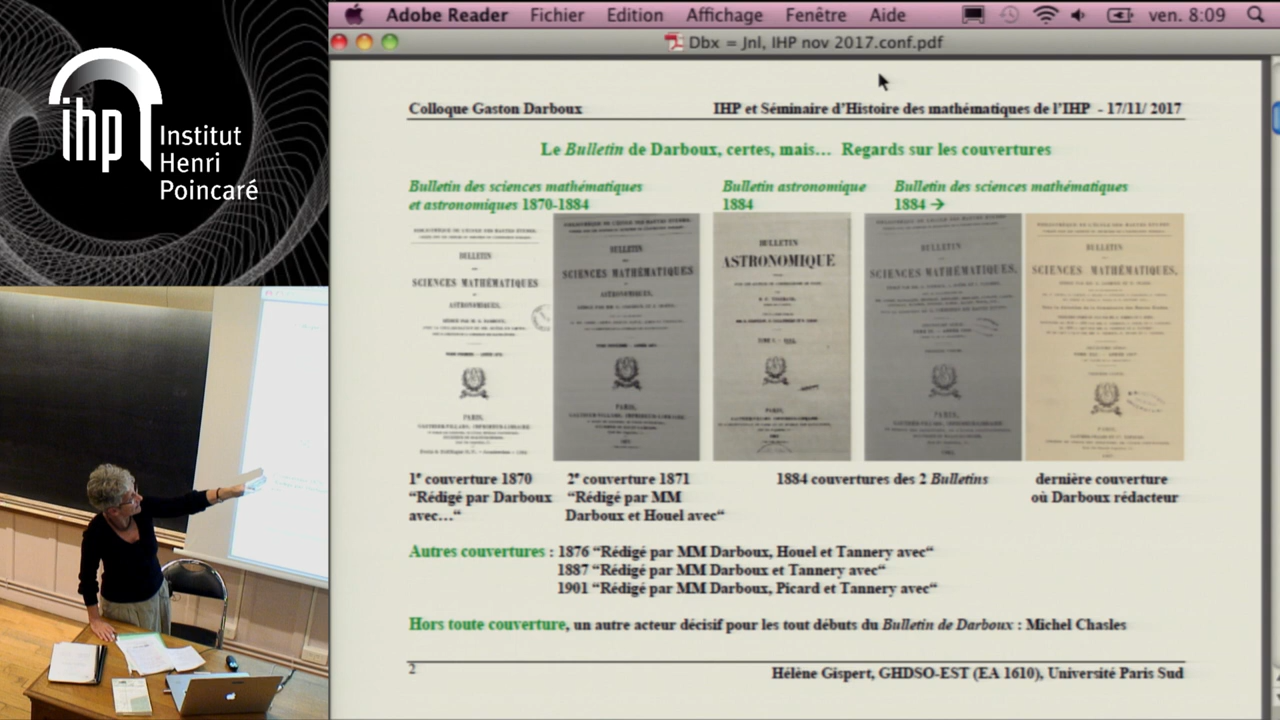 ihp
Institut
Henri
Poincaré
Adobe Reader Fichier Edition Affichage Fenêtre Aide ven. 8:09
Dbx = Jnl, IHP nov 2017.conf.pdf
Colloque Gaston Darboux IHP et Séminaire d'Histoire des mathématiques de l'IHP - 17/11/ 2017
Le Bulletin de Darboux, certes, mais... Regards sur les couvertures
Bulletin des sciences mathématiques
et astronomiques 1870-1884
Bulletin astronomique
1884
Bulletin des sciences mathématiques
1884 →
BULLETIN
SCIENCES MATHÉMATIQUES
ASTRONOMIQUES,
PARIS,
BULLETIN
SCIENCES MATHÉMATIQUES
ASTRONOMIQUES,
PARIS,
BULLETIN
ASTRONOMIQUE
PARIS,
BULLETIN
SCIENCES MATHÉMATIQUES,
PARIS,
BULLETIN
SCIENCES MATHÉMATIQUES,
PARIS,
1e couverture 1870
“Rédigé par Darboux
avec...“
2e couverture 1871
“Rédigé par MM
Darboux et Houel avec“
1884 couvertures des 2 Bulletins
dernière couverture
où Darboux rédacteur
Autres couvertures : 1876 “Rédigé par MM Darboux, Houel et Tannery avec“
1887 “Rédigé par MM Darboux et Tannery avec“
1901 “Rédigé par MM Darboux, Picard et Tannery avec“
Hors toute couverture, un autre acteur décisif pour les tout débuts du Bulletin de Darboux : Michel Chasles
2 Hélène Gispert, GHDSO-EST (EA 1610), Université Paris Sud